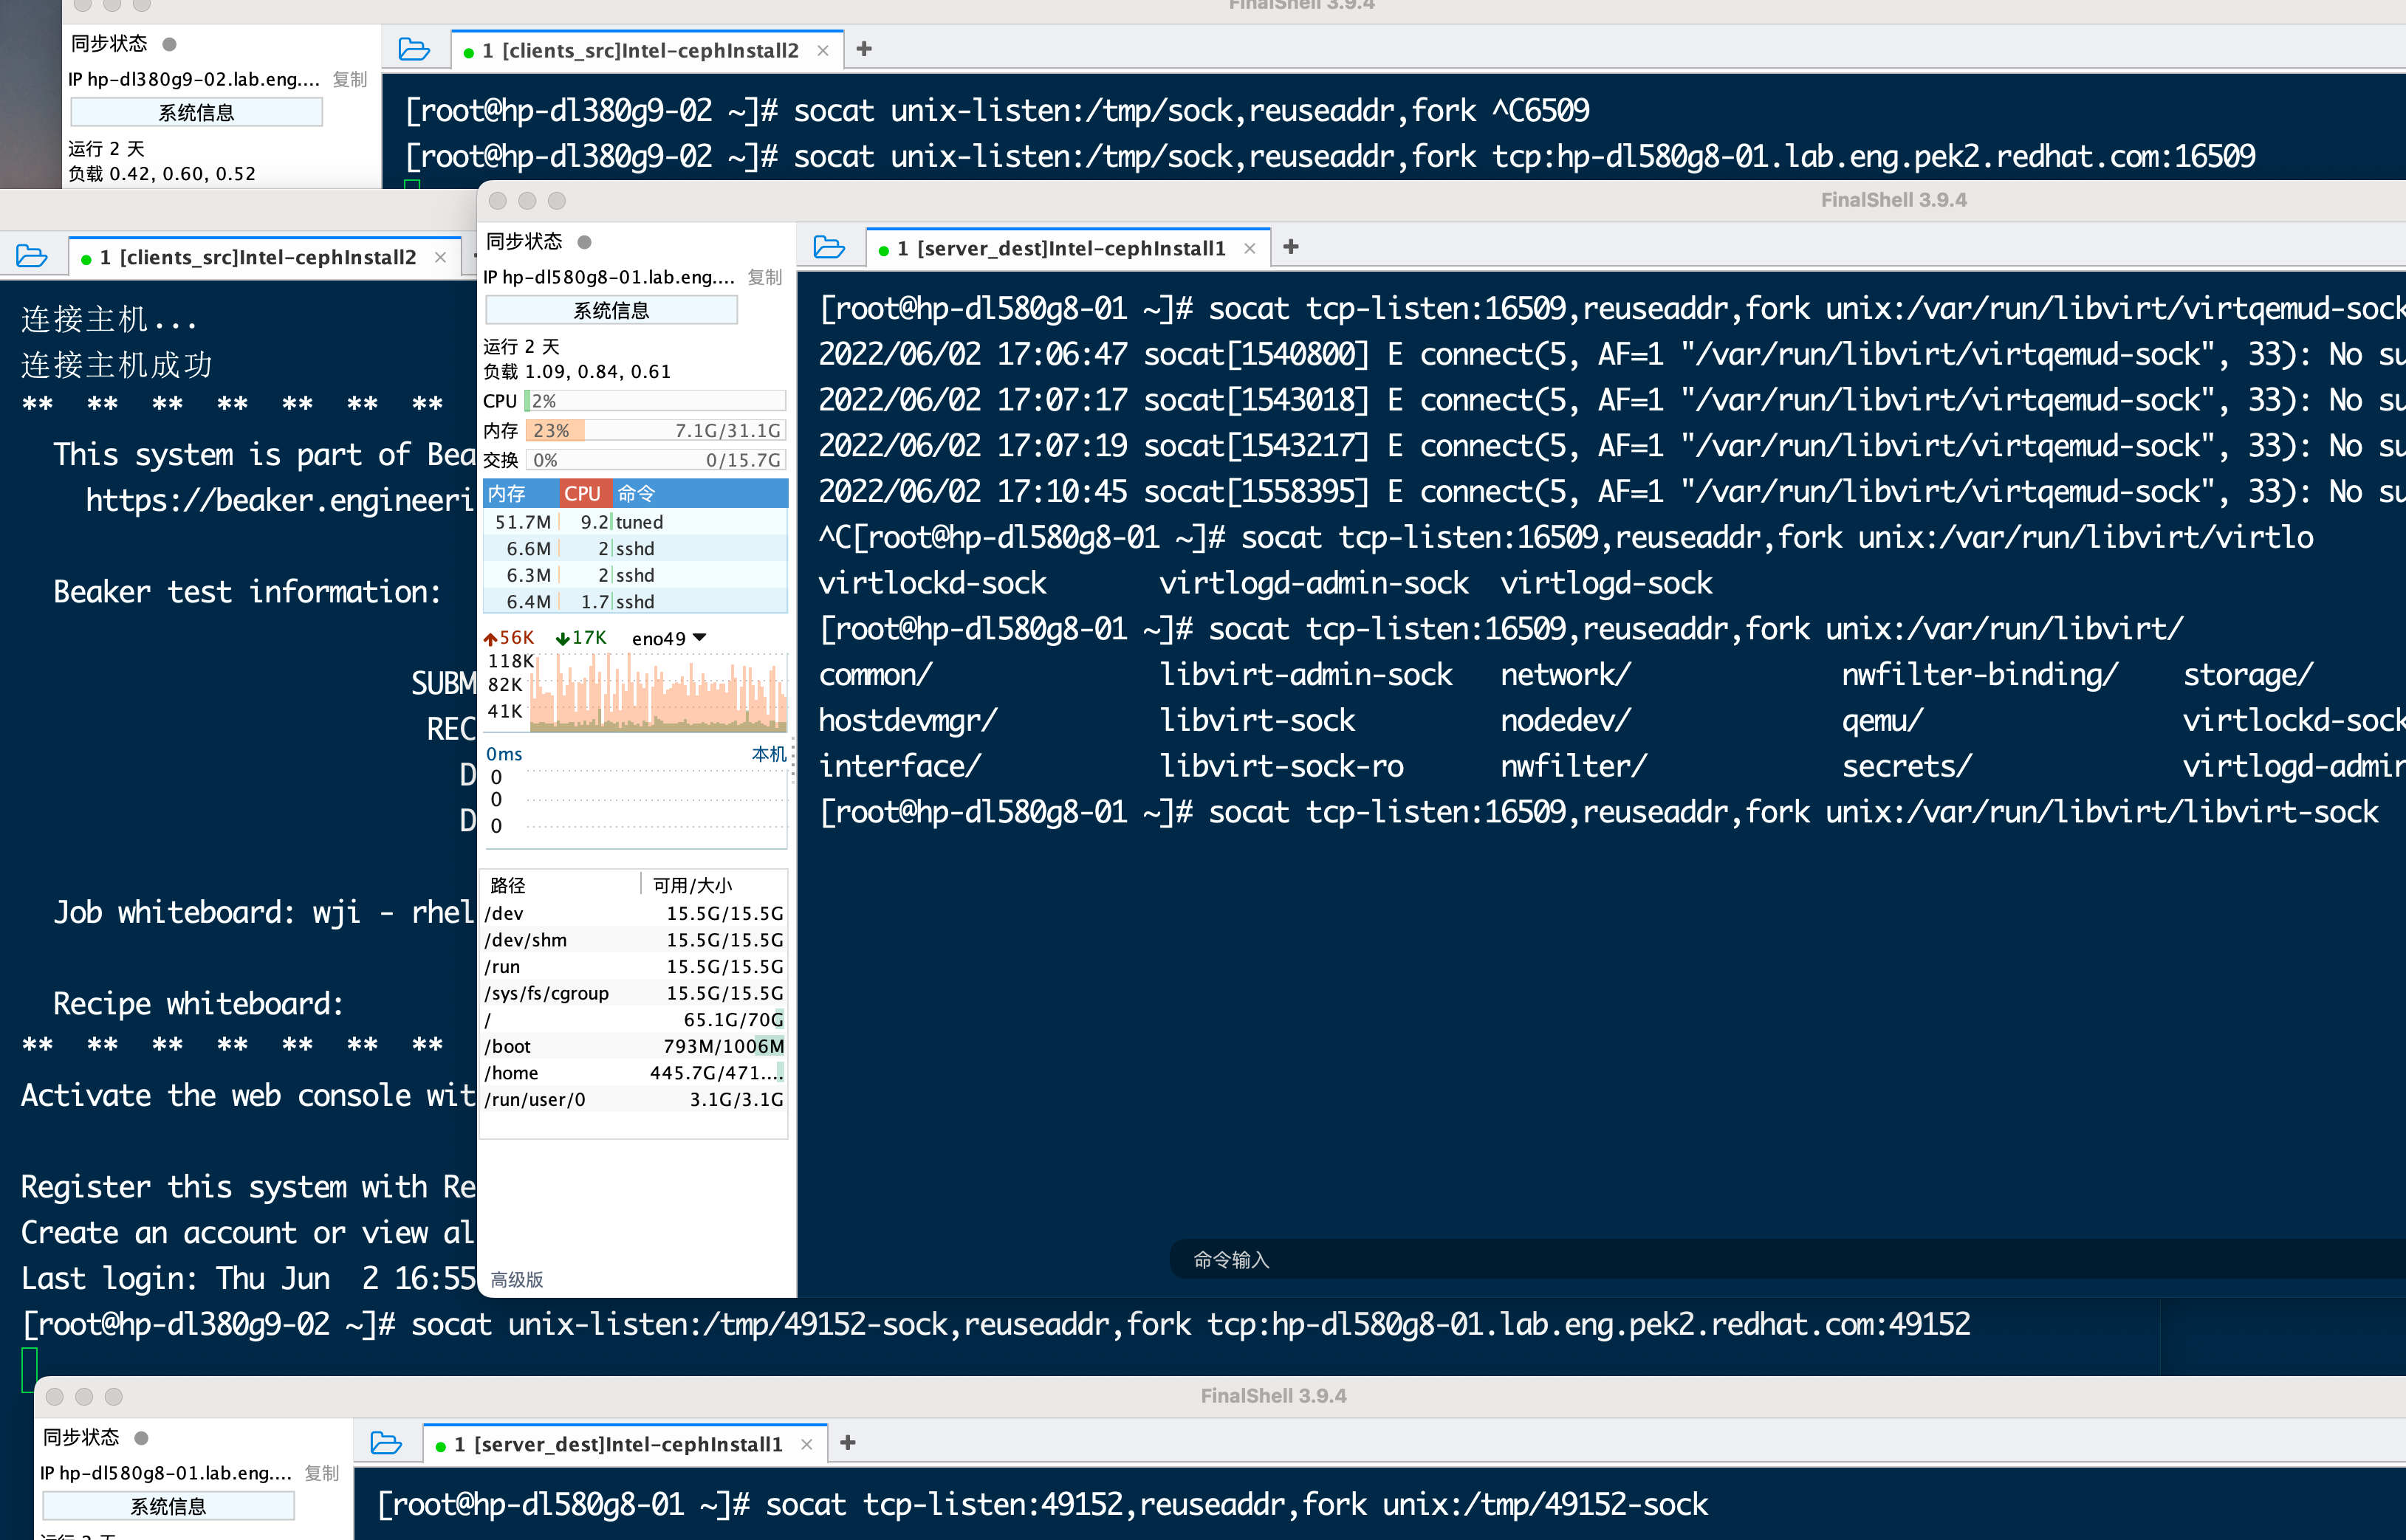 FinalShell 3.9.4
同步状态
1 [clients_src]Intel-cephInstall2
IP hp-dl380g9-02.lab.eng.... 复制
系统信息
运行 2 天
负载 0.42, 0.60, 0.52
[root@hp-dl380g9-02 ~]# socat unix-listen:/tmp/sock,reuseaddr,fork ^C6509
[root@hp-dl380g9-02 ~]# socat unix-listen:/tmp/sock,reuseaddr,fork tcp:hp-dl580g8-01.lab.eng.pek2.redhat.com:16509
1 [clients_src]Intel-cephInstall2
连接主机...
连接主机成功
** ** ** ** ** ** **
This system is part of Bea
https://beaker.engineeri
Beaker test information:
SUBM
REC
D
D
Job whiteboard: wji - rhel
Recipe whiteboard:
** ** ** ** ** ** **
Activate the web console wit
Register this system with Re
Create an account or view al
Last login: Thu Jun  2 16:55
[root@hp-dl380g9-02 ~]# socat unix-listen:/tmp/49152-sock,reuseaddr,fork tcp:hp-dl580g8-01.lab.eng.pek2.redhat.com:49152
FinalShell 3.9.4
同步状态
1 [server_dest]Intel-cephInstall1
IP hp-dl580g8-01.lab.eng.... 复制
系统信息
运行 2 天
负载 1.09, 0.84, 0.61
CPU 2%
内存 23% 7.1G/31.1G
交换 0% 0/15.7G
内存 CPU 命令
51.7M 9.2 tuned
6.6M 2 sshd
6.3M 2 sshd
6.4M 1.7 sshd
56K 17K eno49
118K
82K
41K
0ms 本机
0
0
0
路径 可用/大小
/dev 15.5G/15.5G
/dev/shm 15.5G/15.5G
/run 15.5G/15.5G
/sys/fs/cgroup 15.5G/15.5G
/ 65.1G/70G
/boot 793M/1006M
/home 445.7G/471....
/run/user/0 3.1G/3.1G
高级版
[root@hp-dl580g8-01 ~]# socat tcp-listen:16509,reuseaddr,fork unix:/var/run/libvirt/virtqemud-sock
2022/06/02 17:06:47 socat[1540800] E connect(5, AF=1 "/var/run/libvirt/virtqemud-sock", 33): No su
2022/06/02 17:07:17 socat[1543018] E connect(5, AF=1 "/var/run/libvirt/virtqemud-sock", 33): No su
2022/06/02 17:07:19 socat[1543217] E connect(5, AF=1 "/var/run/libvirt/virtqemud-sock", 33): No su
2022/06/02 17:10:45 socat[1558395] E connect(5, AF=1 "/var/run/libvirt/virtqemud-sock", 33): No su
^C[root@hp-dl580g8-01 ~]# socat tcp-listen:16509,reuseaddr,fork unix:/var/run/libvirt/virtlo
virtlockd-sock virtlogd-admin-sock virtlogd-sock
[root@hp-dl580g8-01 ~]# socat tcp-listen:16509,reuseaddr,fork unix:/var/run/libvirt/
common/ libvirt-admin-sock network/ nwfilter-binding/ storage/
hostdevmgr/ libvirt-sock nodedev/ qemu/ virtlockd-sock
interface/ libvirt-sock-ro nwfilter/ secrets/ virtlogd-admin
[root@hp-dl580g8-01 ~]# socat tcp-listen:16509,reuseaddr,fork unix:/var/run/libvirt/libvirt-sock
命令输入
FinalShell 3.9.4
同步状态
1 [server_dest]Intel-cephInstall1
IP hp-dl580g8-01.lab.eng.... 复制
系统信息
[root@hp-dl580g8-01 ~]# socat tcp-listen:49152,reuseaddr,fork unix:/tmp/49152-sock